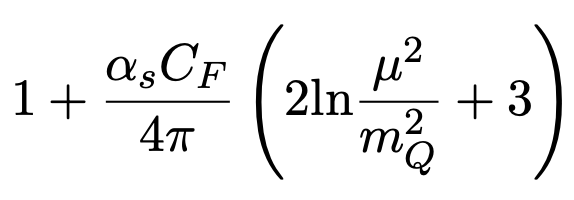 1 + \frac{\alpha_s C_F}{4\pi} \left( 2\ln\frac{\mu^2}{m_Q^2} + 3 \right)